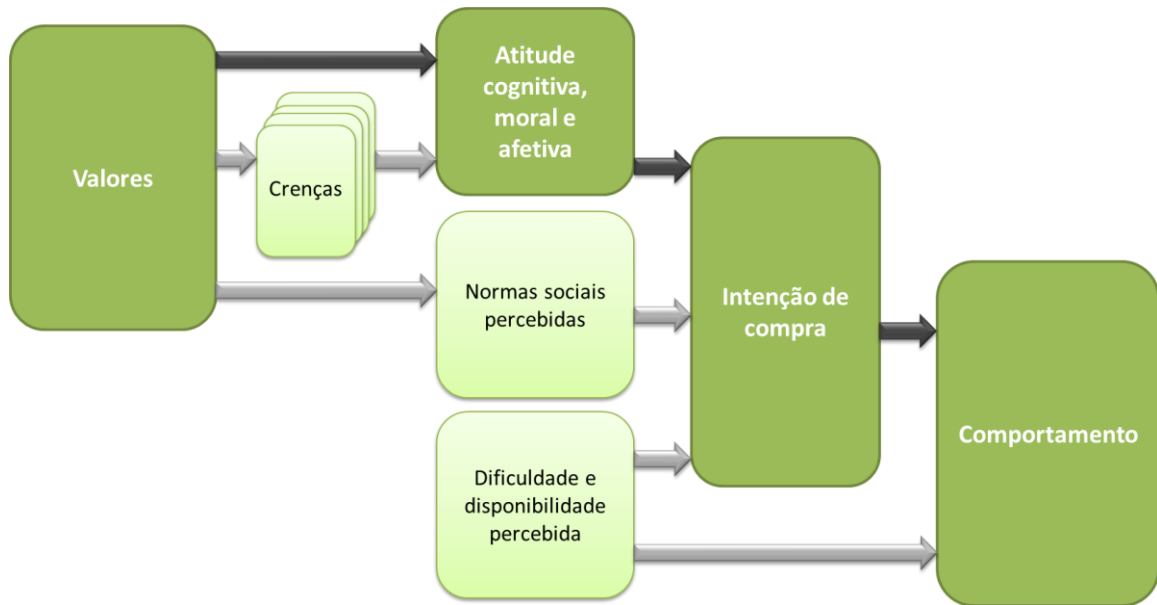 Valores
Crenças
Atitude
cognitiva,
moral e
afetiva
Normas sociais
percebidas
Dificuldade e
disponibilidade
percebida
Intenção de
compra
Comportamento